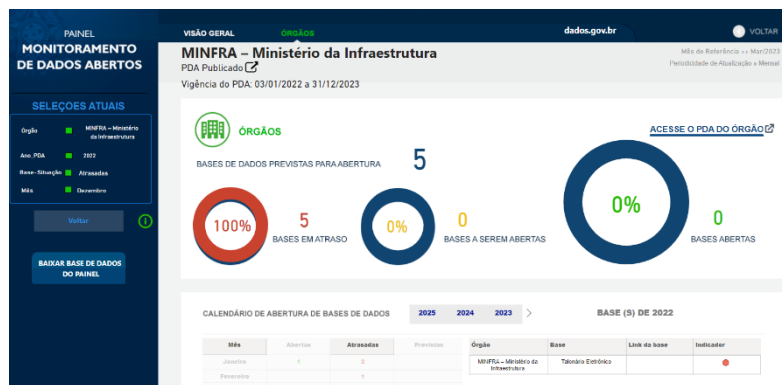 PAINEL
MONITORAMENTO
DE DADOS ABERTOS
SELEÇOES ATUAIS
Orgão MINFRA – Ministério
da Infraestrutura
Ano_PDA 2022
Base-Situação Atrasadas
Mês Dezembro
Voltar
BAIXAR BASE DE DADOS
DO PAINEL
VISÃO GERAL ÓRGÃOS dados.gov.br VOLTAR
MINFRA – Ministério da Infraestrutura
PDA Publicado
Vigência do PDA: 03/01/2022 a 31/12/2023
Mês de Referência >> Mar/2023
Periodicidade de Atualização » Mensal
ÓRGÃOS
ACESSE O PDA DO ÓRGÃO
BASES DE DADOS PREVISTAS PARA ABERTURA 5
100% 5
BASES EM ATRASO
0% 0
BASES A SEREM ABERTAS
0% 0
BASES ABERTAS
CALENDÁRIO DE ABERTURA DE BASES DE DADOS 2025 2024 2023 > BASE (S) DE 2022
Mês Abertas Atrasadas Previstas
Janeiro 1 2
Fevereiro 1
Órgão Base Link da base Indicador
MINFRA – Ministério da
Infraestrutura
Talonário Eletrônico